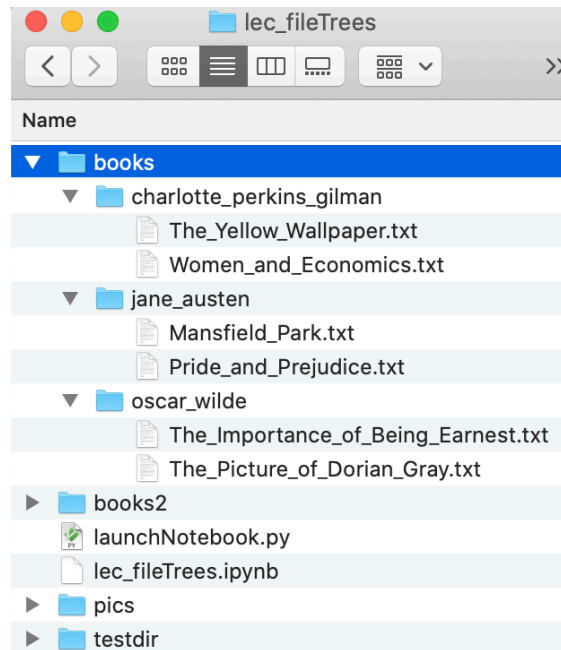 lec_fileTrees
Name
books
charlotte_perkins_gilman
The_Yellow_Wallpaper.txt
Women_and_Economics.txt
jane_austen
Mansfield_Park.txt
Pride_and_Prejudice.txt
oscar_wilde
The_Importance_of_Being_Earnest.txt
The_Picture_of_Dorian_Gray.txt
books2
launchNotebook.py
lec_fileTrees.ipynb
pics
testdir